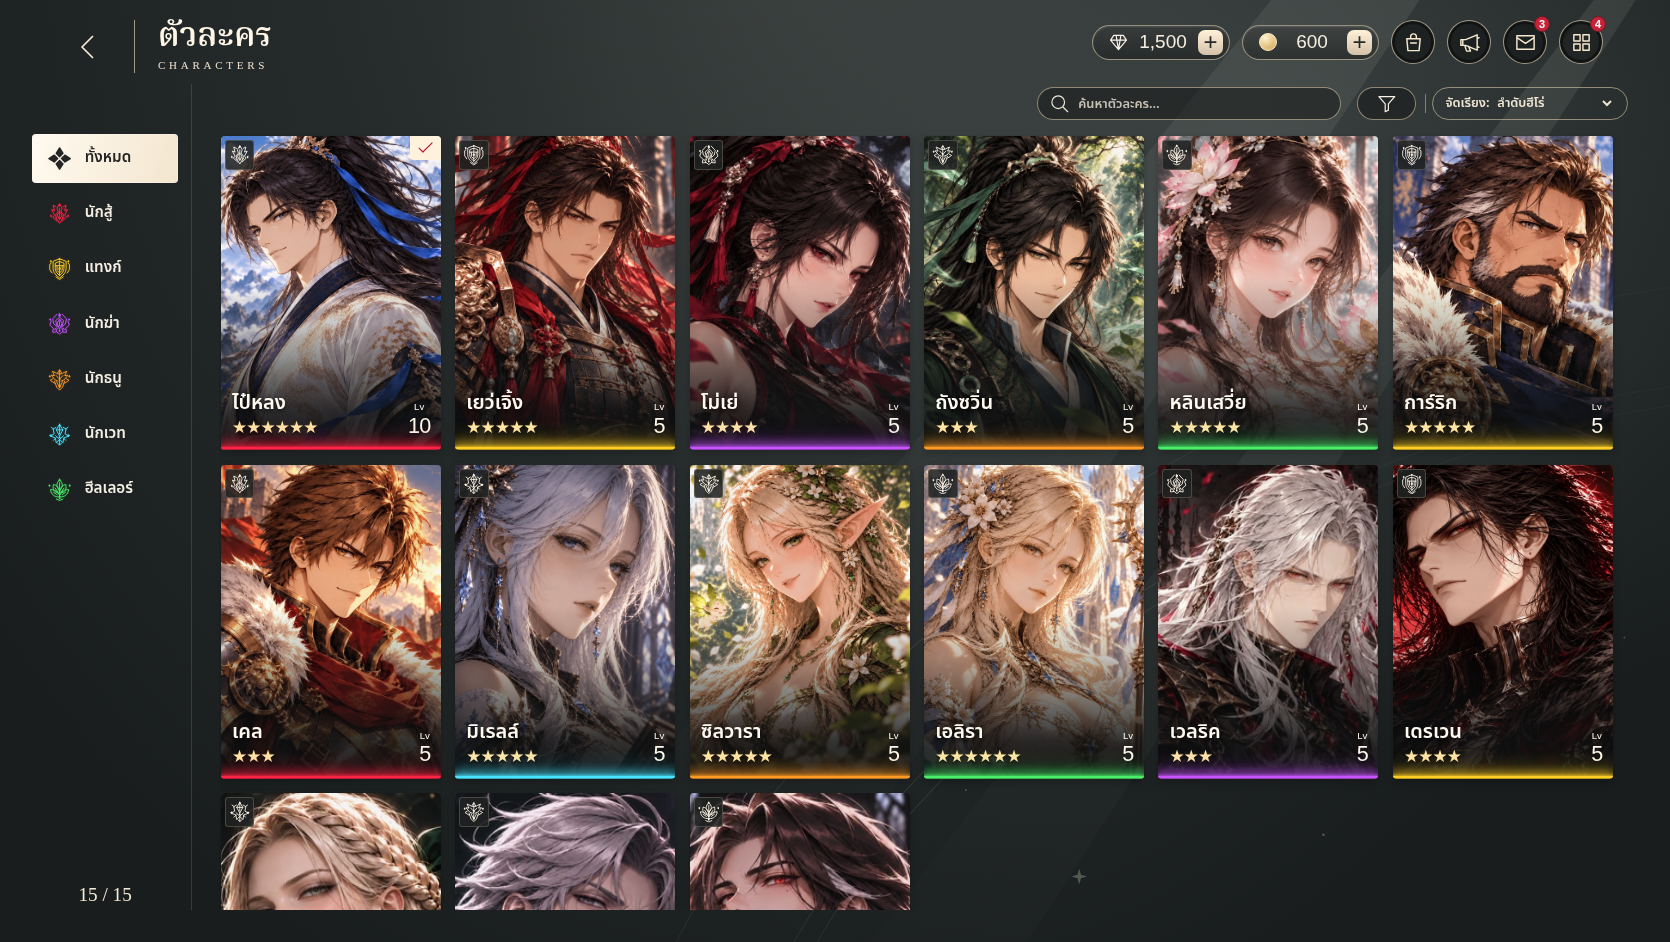 ตัวละคร
CHARACTERS
1,500
600
3
4
ค้นหาตัวละคร...
จัดเรียง: ลำดับฮีโร่
ทั้งหมด
นักสู้
แทงก์
นักฆ่า
นักธนู
นักเวท
ฮีลเลอร์
15 / 15
ไป๋หลง
Lv
10
เยว่เจิ้ง
Lv
5
โม่เย่
Lv
5
ถังซวิ่น
Lv
5
หลินเสวี่ย
Lv
5
การ์ริก
Lv
5
เคล
Lv
5
มิเรลล์
Lv
5
ซิลวารา
Lv
5
เอลิรา
Lv
5
เวลริค
Lv
5
เดรเวน
Lv
5